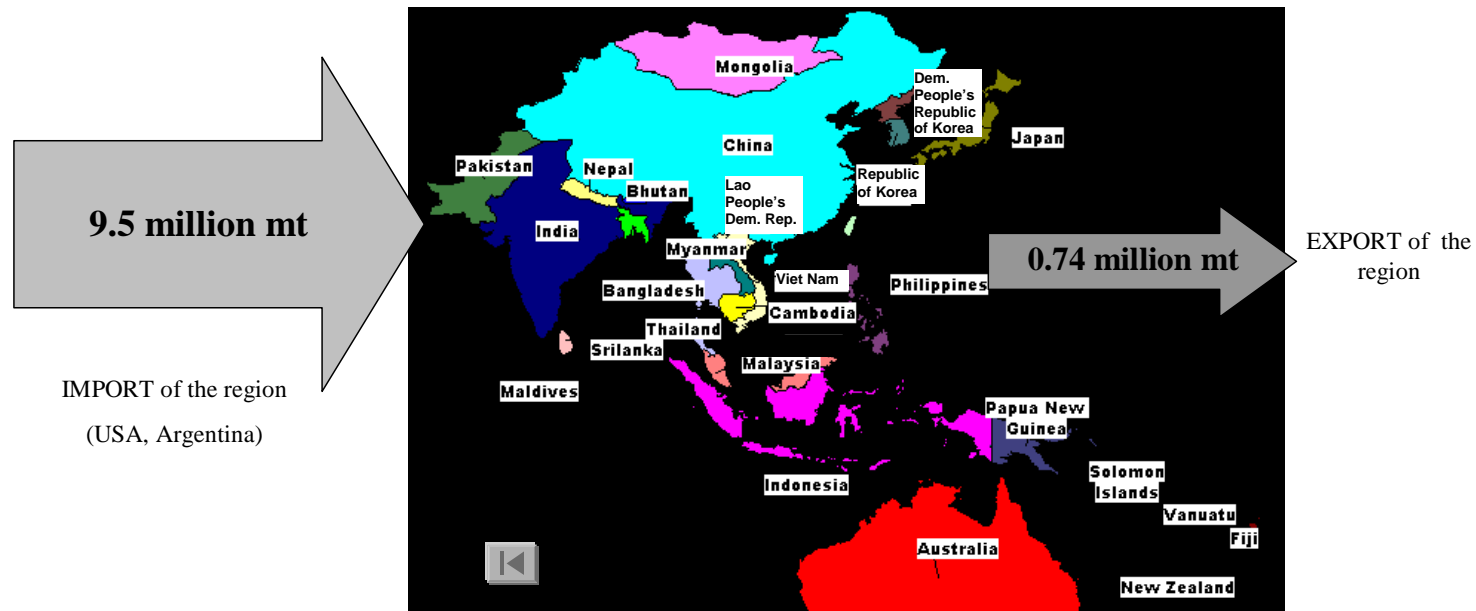 9.5 million mt
IMPORT of the region
(USA, Argentina)
Mongolia
Dem.
People's
Republic
of Korea
Japan
China
Pakistan
Nepal
Bhutan
Republic
of Korea
Lao
People's
Dem. Rep.
India
Myanmar
Viet Nam
Bangladesh
Philippines
Cambodia
Thailand
Srilanka
Malaysia
Maldives
Papua New
Guinea
Indonesia
Solomon
Islands
Vanuatu
Fiji
Australia
New Zealand
0.74 million mt
EXPORT of the
region